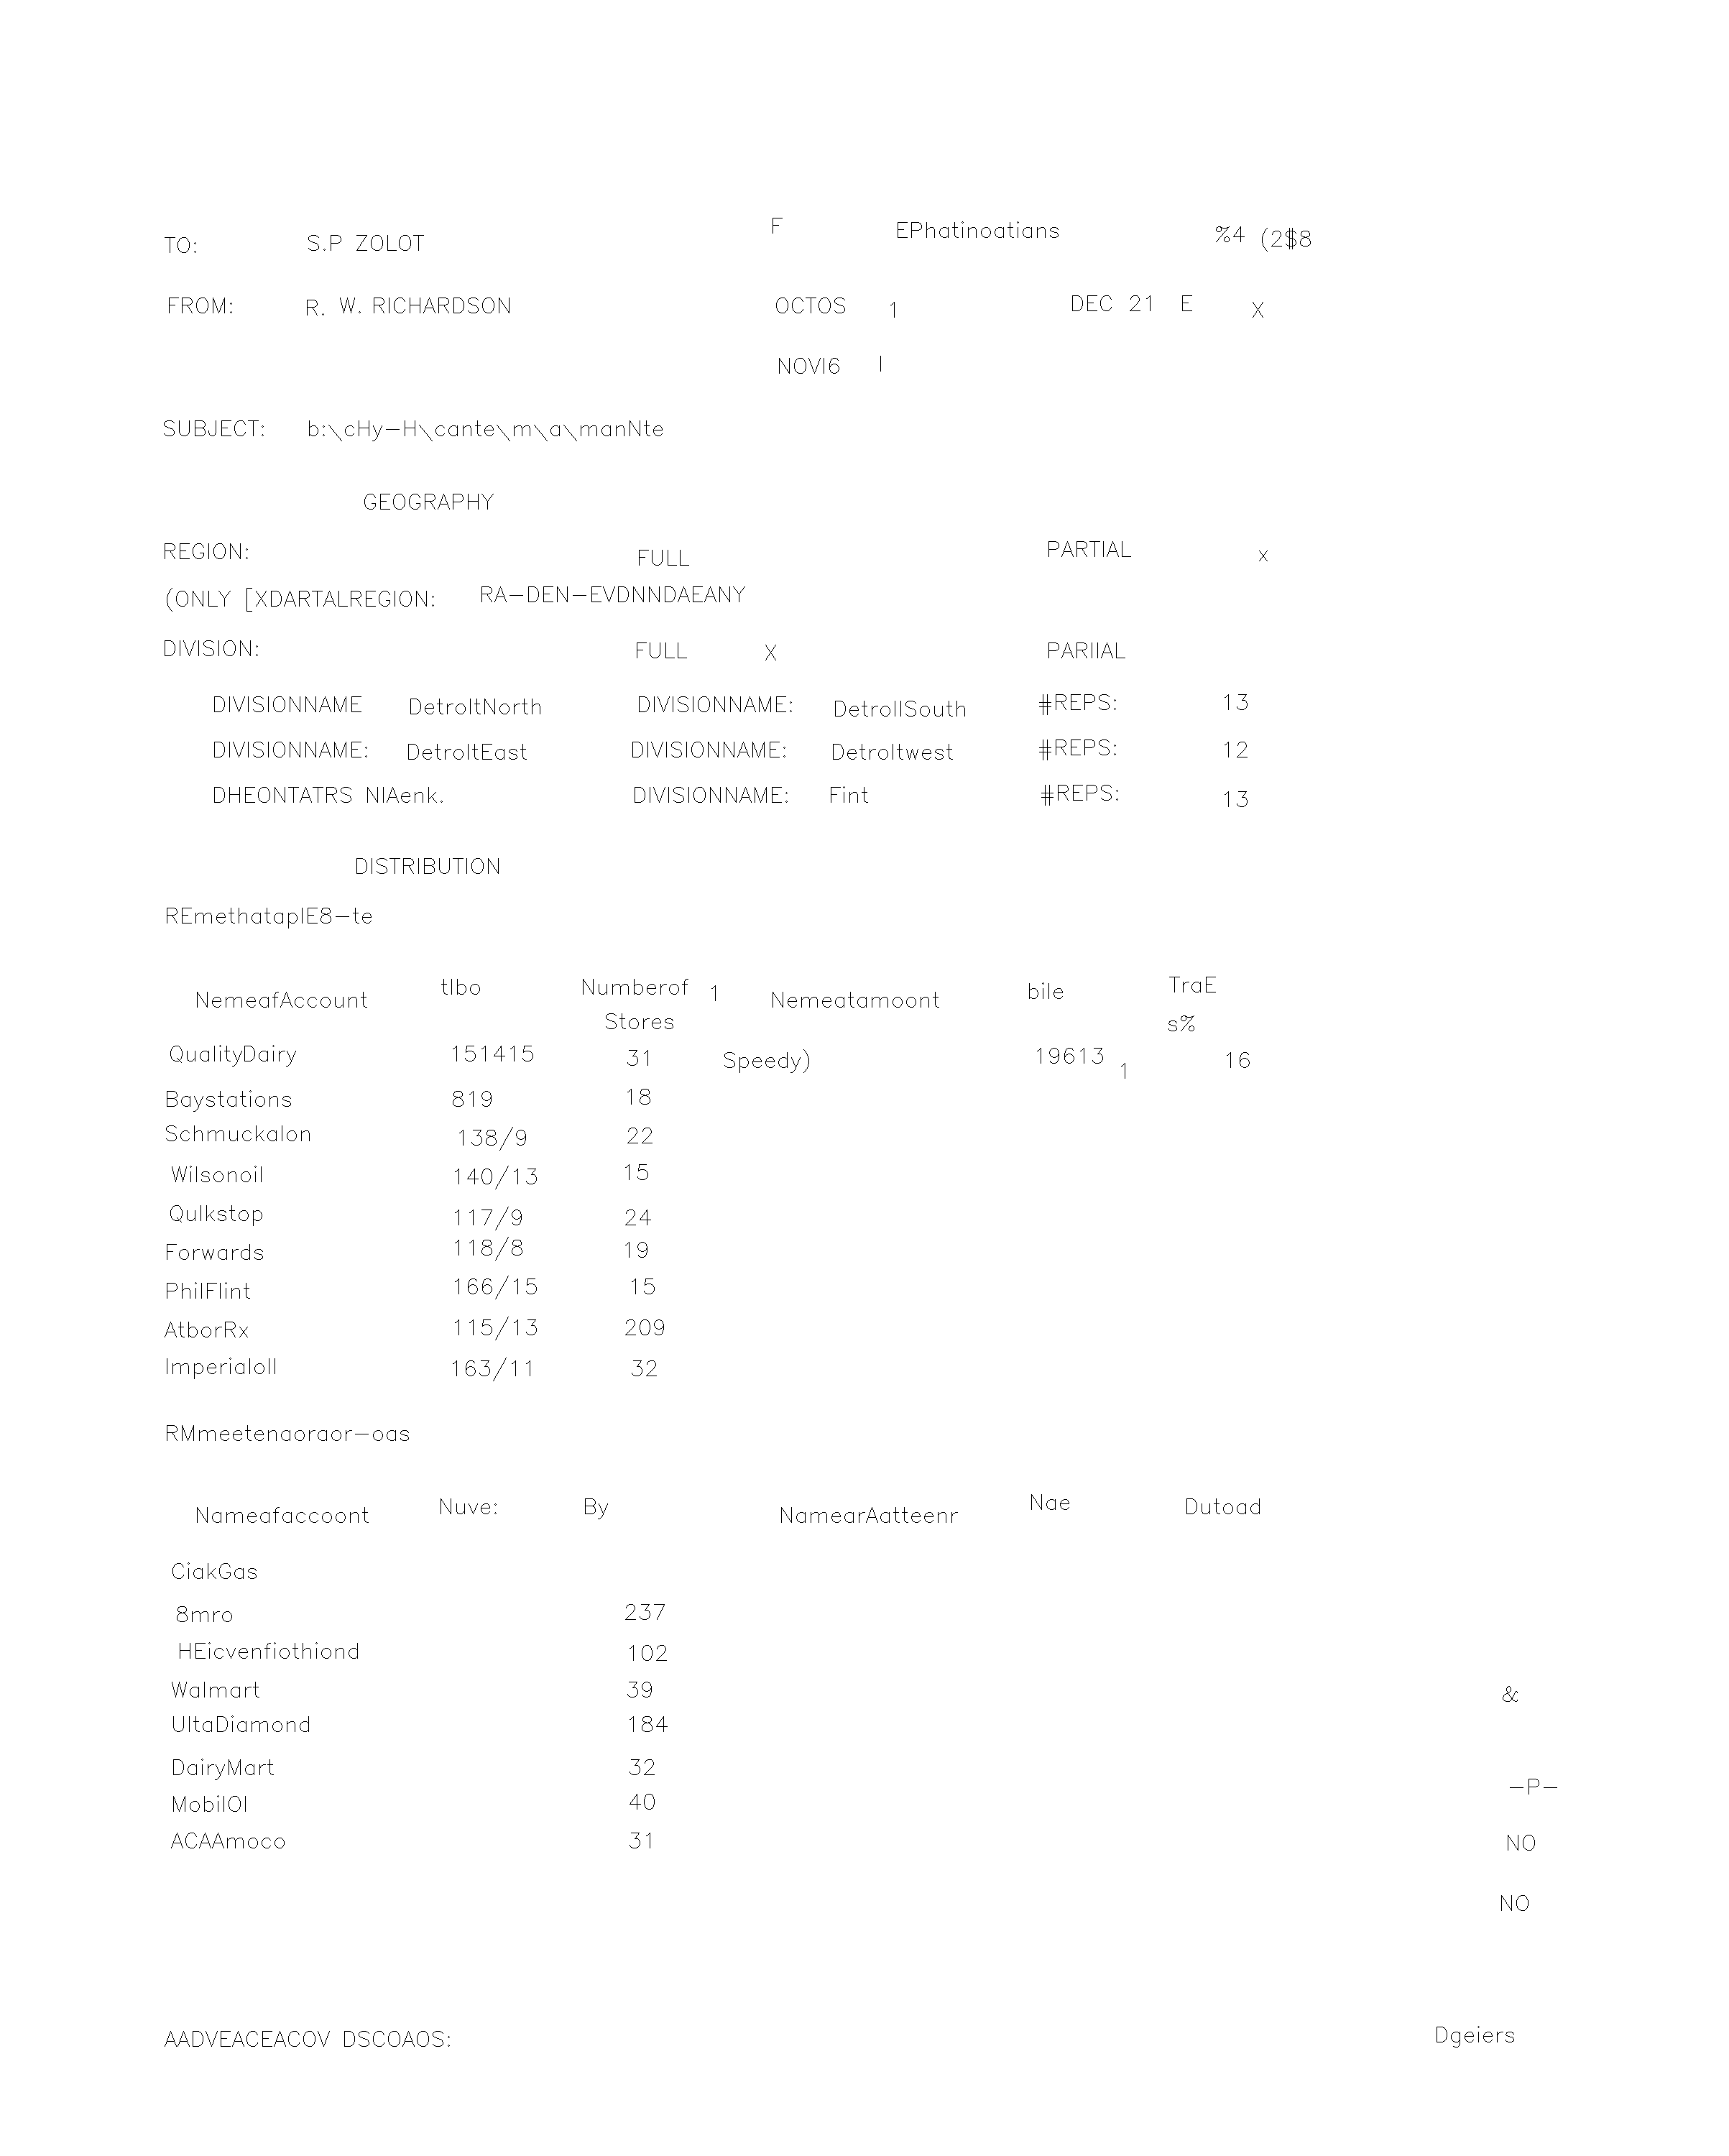 F EPhatinoatians %4 (2$8
TO: S.P ZOLOT
FROM: R. W. RICHARDSON OCTOS 1 DEC 21 E X
NOVI6 I
SUBJECT: b:\cHy-H\cante\m\a\manNte
GEOGRAPHY
REGION: FULL PARTIAL x
(ONLY [XDARTALREGION: RA-DEN-EVDNNDAEANY
DIVISION: FULL X PARIIAL
DIVISIONNAME DetroltNorth DIVISIONNAME: DetrollSouth #REPS: 13
DIVISIONNAME: DetroltEast DIVISIONNAME: Detroltwest #REPS: 12
DHEONTATRS NIAenk. DIVISIONNAME: Fint #REPS: 13
DISTRIBUTION
REmethataplE8-te
NemeafAccount tlbo Numberof 1 Nemeatamoont bile TraE
Stores s%
QualityDairy 151415 31 Speedy) 19613 1 16
Baystations 819 18
Schmuckalon 138/9 22
Wilsonoil 140/13 15
Qulkstop 117/9 24
Forwards 118/8 19
PhilFlint 166/15 15
AtborRx 115/13 209
Imperialoll 163/11 32
RMmeetenaoraor-oas
Nameafaccoont Nuve: By NamearAatteenr Nae Dutoad
CiakGas
8mro 237
HEicvenfiothiond 102
Walmart 39 &
UltaDiamond 184
DairyMart 32 -P-
MobilOl 40
ACAAmoco 31 NO
NO
AADVEACEACOV DSCOAOS: Dgeiers